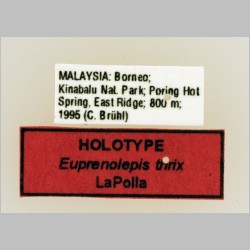 MALAYSIA: Borneo;
Kinabalu Nat. Park; Poring Hot
Spring, East Ridge; 800 m;
1995 (C. Brühl)
HOLOTYPE
Euprenolepis thrix
LaPolla